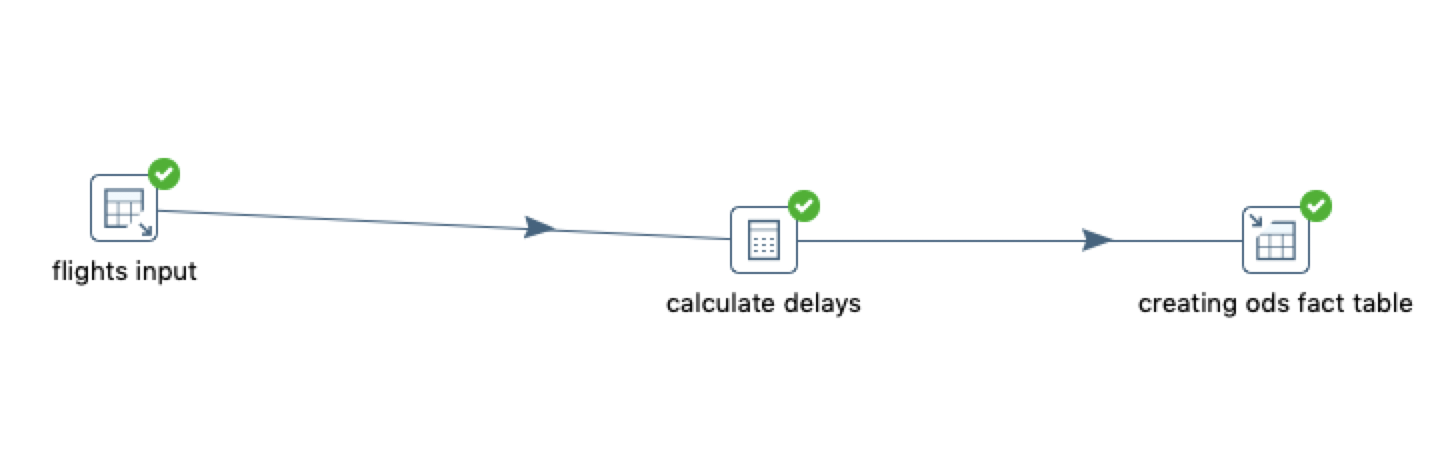 flights input
calculate delays
creating ods fact table